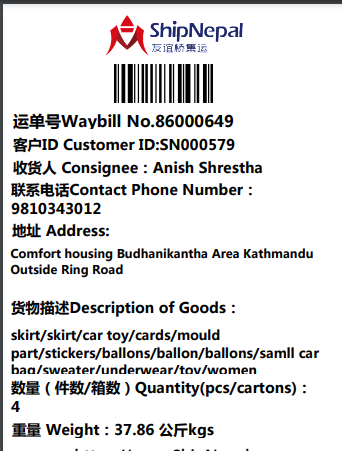 ShipNepal
友谊桥集运
运单号Waybill No.86000649
客户ID Customer ID:SN000579
收货人 Consignee：Anish Shrestha
联系电话Contact Phone Number：
9810343012
地址 Address:
Comfort housing Budhanikantha Area Kathmandu
Outside Ring Road
货物描述Description of Goods：
skirt/skirt/car toy/cards/mould
part/stickers/ballons/ballon/ballons/samll car
bag/sweater/underwear/toy/women
数量（件数/箱数）Quantity(pcs/cartons)：
4
重量 Weight：37.86 公斤kgs